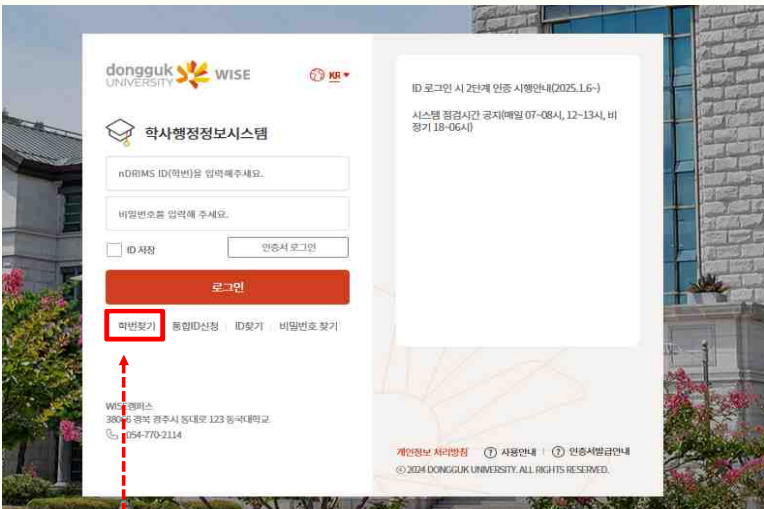 dongguk
UNIVERSITY
WISE
KR
학사행정정보시스템
nDRIMS ID(학번)을 입력해주세요.
비밀번호를 입력해 주세요.
ID 저장
인증서 로그인
로그인
학번찾기
통합ID신청
ID찾기
비밀번호 찾기
WISE캠퍼스
38066 경북 경주시 동대로 123 동국대학교
054-770-2114
ID 로그인 시 2단계 인증 시행안내(2025.1.6~)
시스템 점검시간 공지(매일 07~08시, 12~13시, 비
정기 18~06시)
개인정보 처리방침
사용안내
인증서발급안내
ⓒ 2024 DONGGUK UNIVERSITY. ALL RIGHTS RESERVED.